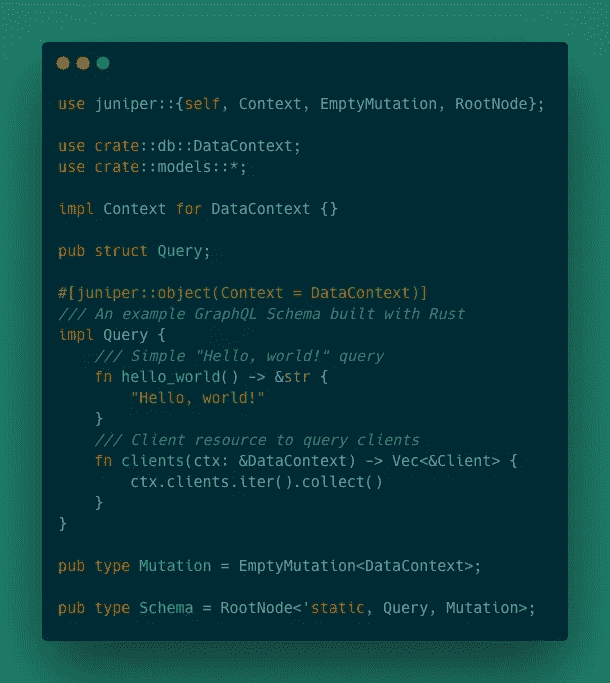 use juniper::{self, Context, EmptyMutation, RootNode};
use crate::db::DataContext;
use crate::models::*;
impl Context for DataContext {}
pub struct Query;
#[juniper::object(Context = DataContext)]
/// An example GraphQL Schema built with Rust
impl Query {
    /// Simple "Hello, world!" query
    fn hello_world() -> &str {
        "Hello, world!"
    }
    /// Client resource to query clients
    fn clients(ctx: &DataContext) -> Vec<&Client> {
        ctx.clients.iter().collect()
    }
}
pub type Mutation = EmptyMutation<DataContext>;
pub type Schema = RootNode<'static, Query, Mutation>;